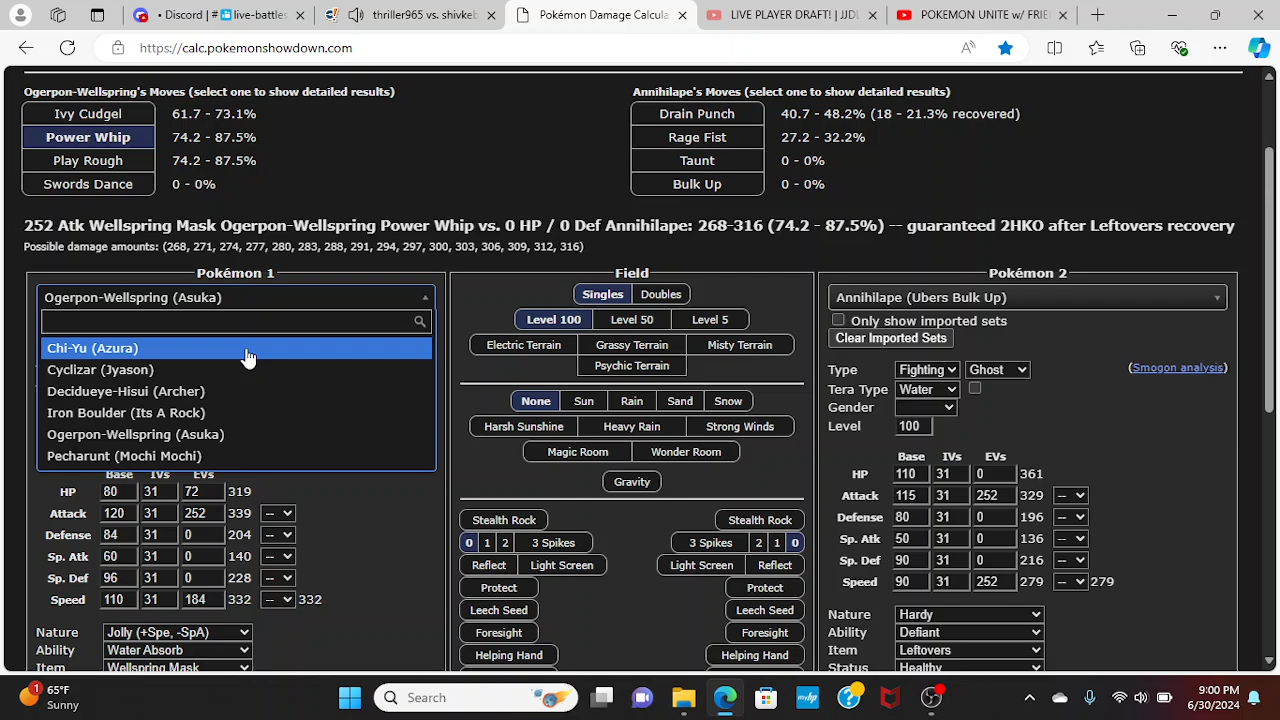 Discord | # live-battles
thriller965 vs. shivkeb
Pokémon Damage Calcula
LIVE PLAYER DRAFT! | JJDL
POKEMON UNITE w/ FRIE
https://calc.pokemonshowdown.com
Ogerpon-Wellspring's Moves (select one to show detailed results)
Ivy Cudgel 61.7 - 73.1%
Power Whip 74.2 - 87.5%
Play Rough 74.2 - 87.5%
Swords Dance 0 - 0%
Annihilape's Moves (select one to show detailed results)
Drain Punch 40.7 - 48.2% (18 - 21.3% recovered)
Rage Fist 27.2 - 32.2%
Taunt 0 - 0%
Bulk Up 0 - 0%
252 Atk Wellspring Mask Ogerpon-Wellspring Power Whip vs. 0 HP / 0 Def Annihilape: 268-316 (74.2 - 87.5%) -- guaranteed 2HKO after Leftovers recovery
Possible damage amounts: (268, 271, 274, 277, 280, 283, 288, 291, 294, 297, 300, 303, 306, 309, 312, 316)
Pokémon 1
Ogerpon-Wellspring (Asuka)
Chi-Yu (Azura)
Cyclizar (Jyason)
Decidueye-Hisui (Archer)
Iron Boulder (Its A Rock)
Ogerpon-Wellspring (Asuka)
Pecharunt (Mochi Mochi)
Base IVs EVs
HP 80 31 72 319
Attack 120 31 252 339 --
Defense 84 31 0 204 --
Sp. Atk 60 31 0 140 --
Sp. Def 96 31 0 228 --
Speed 110 31 184 332 -- 332
Nature Jolly (+Spe, -SpA)
Ability Water Absorb
Item Wellspring Mask
Field
Singles Doubles
Level 100 Level 50 Level 5
Electric Terrain Grassy Terrain Misty Terrain
Psychic Terrain
None Sun Rain Sand Snow
Harsh Sunshine Heavy Rain Strong Winds
Magic Room Wonder Room
Gravity
Stealth Rock Stealth Rock
0 1 2 3 Spikes 3 Spikes 2 1 0
Reflect Light Screen Light Screen Reflect
Protect Protect
Leech Seed Leech Seed
Foresight Foresight
Helping Hand Helping Hand
Pokémon 2
Annihilape (Ubers Bulk Up)
Only show imported sets
Clear Imported Sets
Type Fighting Ghost (Smogon analysis)
Tera Type Water
Gender
Level 100
Base IVs EVs
HP 110 31 0 361
Attack 115 31 252 329 --
Defense 80 31 0 196 --
Sp. Atk 50 31 0 136 --
Sp. Def 90 31 0 216 --
Speed 90 31 252 279 -- 279
Nature Hardy
Ability Defiant
Item Leftovers
Status Healthy
1
65°F
Sunny
Search
9:00 PM
6/30/2024